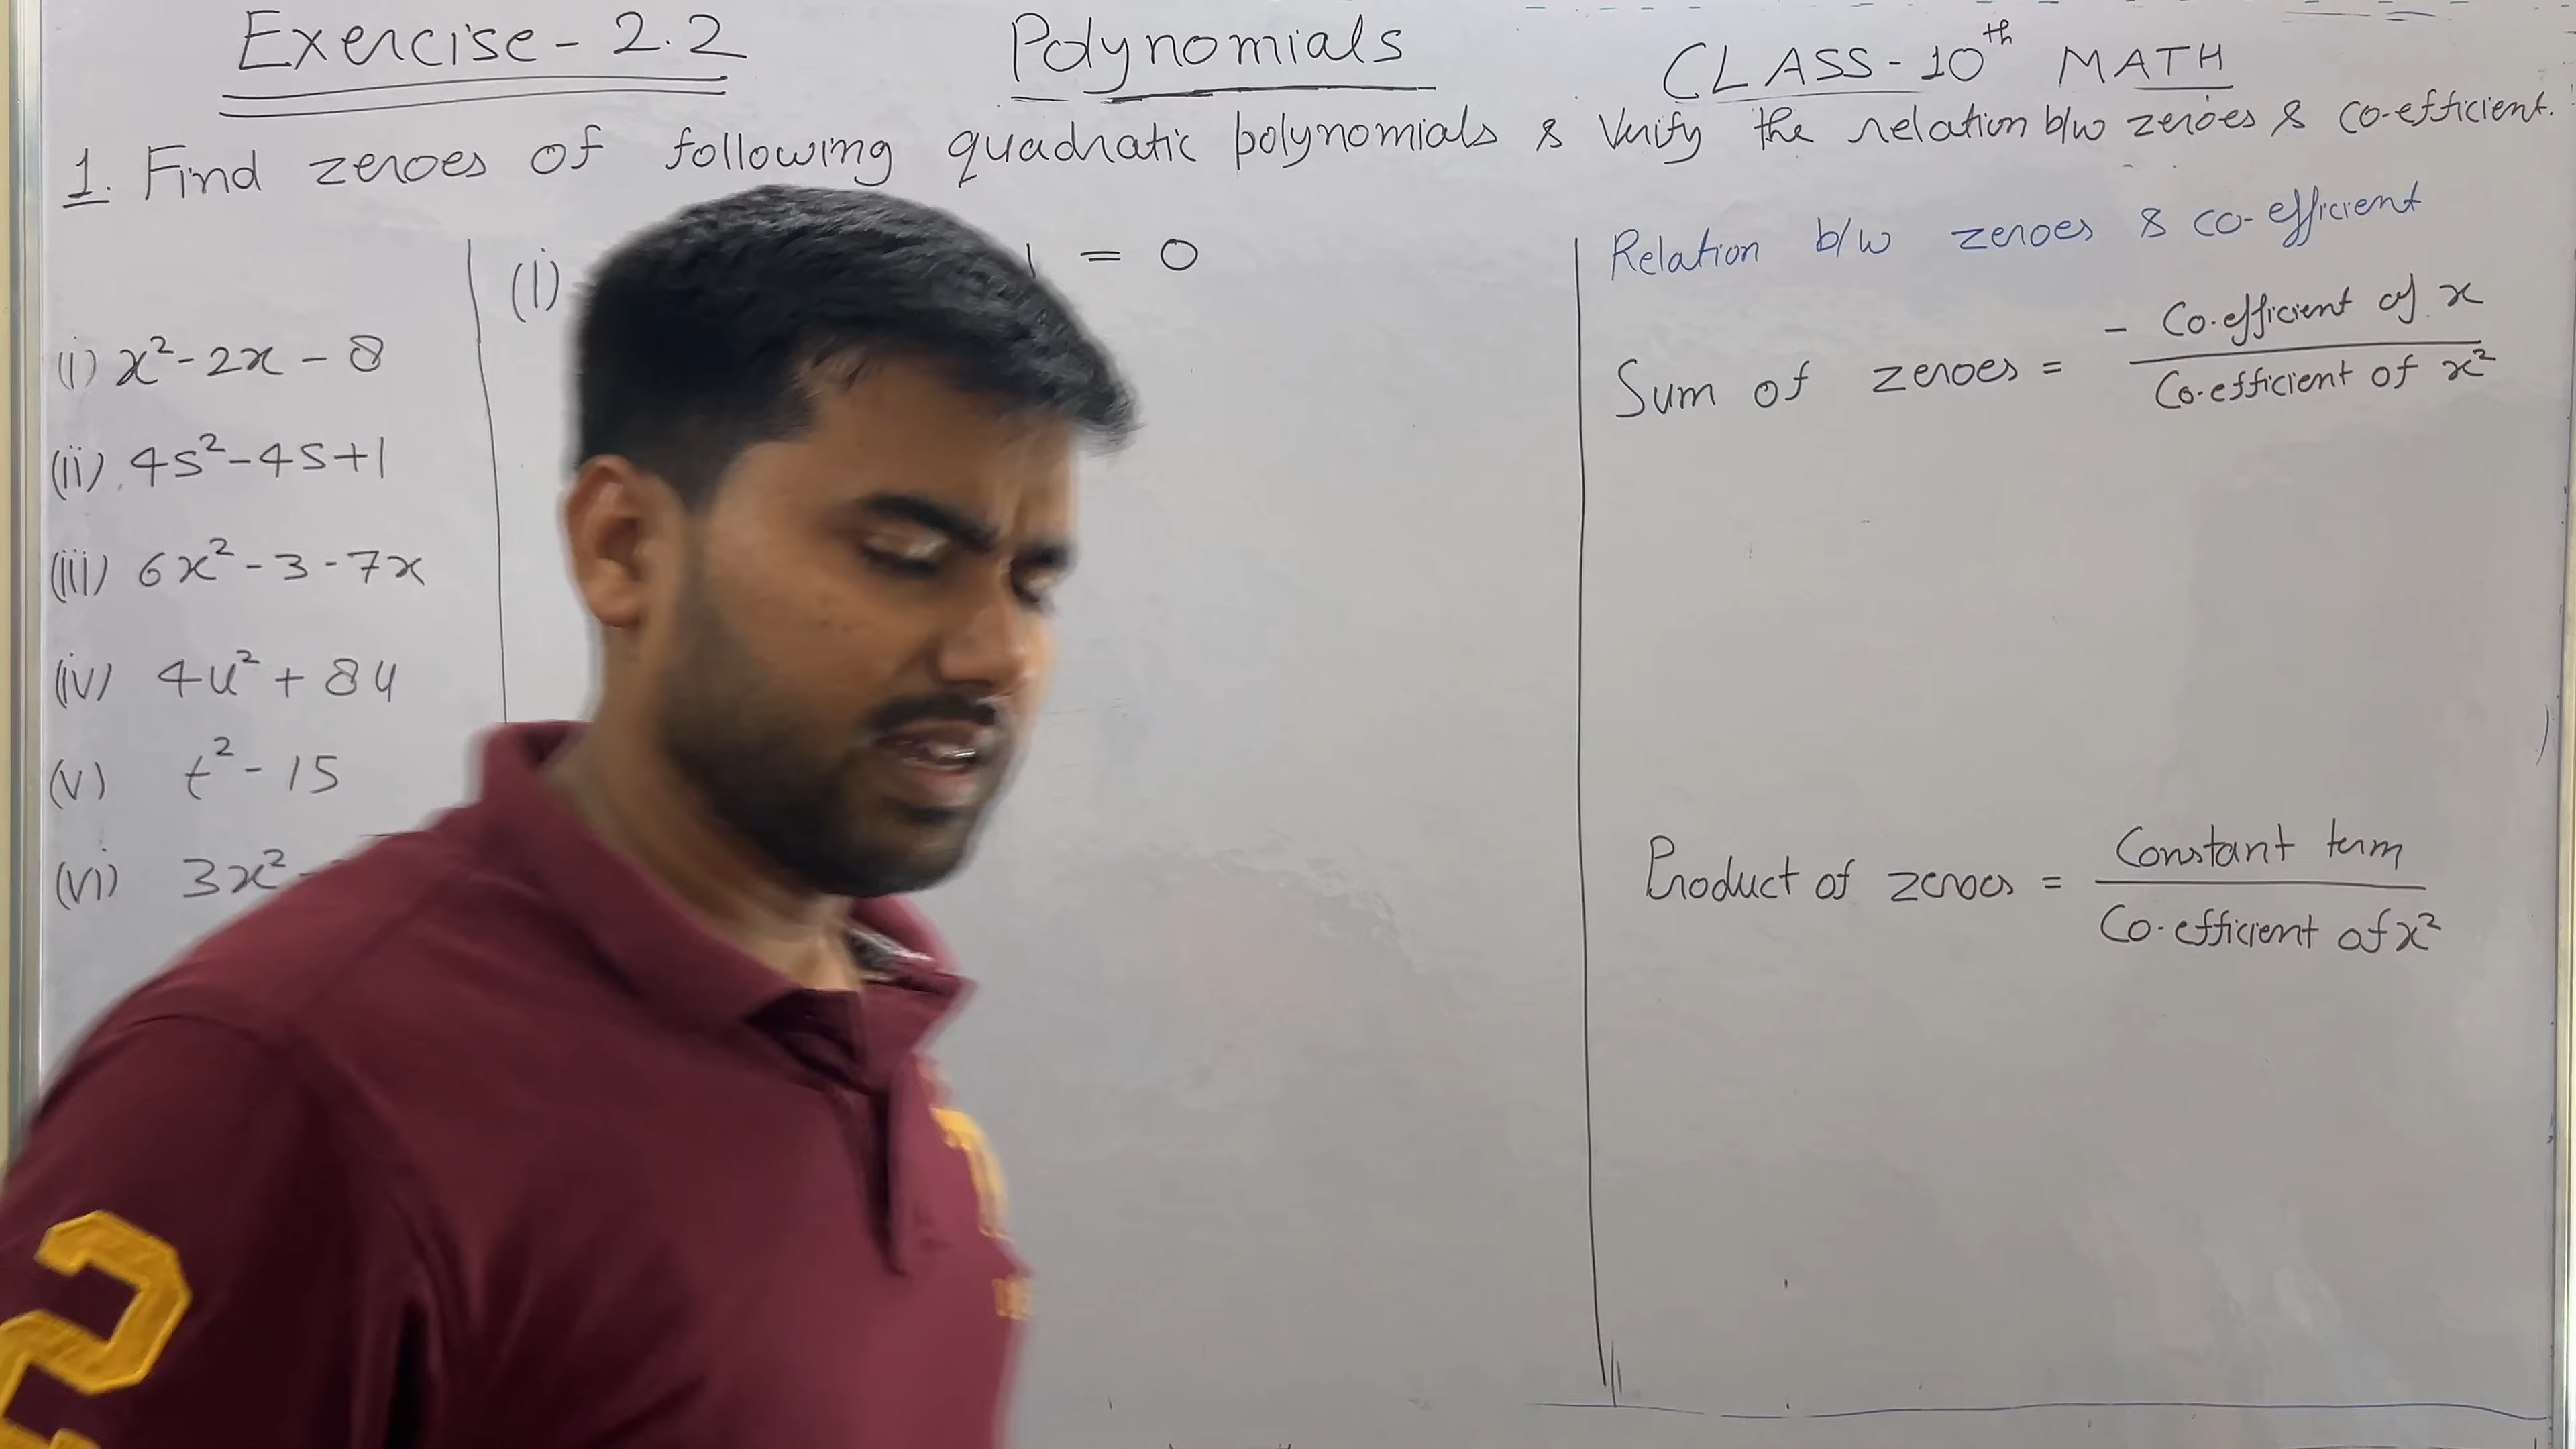 Exercise - 2.2
Polynomials
CLASS - 10th MATH
1. Find zeroes of following quadratic polynomials & Verify the relation b/w zeroes & co-efficient.
(i) x² - 2x - 8
(ii) 4s² - 4s + 1
(iii) 6x² - 3 - 7x
(iv) 4u² + 8u
(v) t² - 15
(vi) 3x² -
(i)
= 0
Relation b/w zeroes & co-efficient
Sum of zeroes = - Co-efficient of x / Co-efficient of x²
Product of zeroes = Constant term / Co-efficient of x²
2